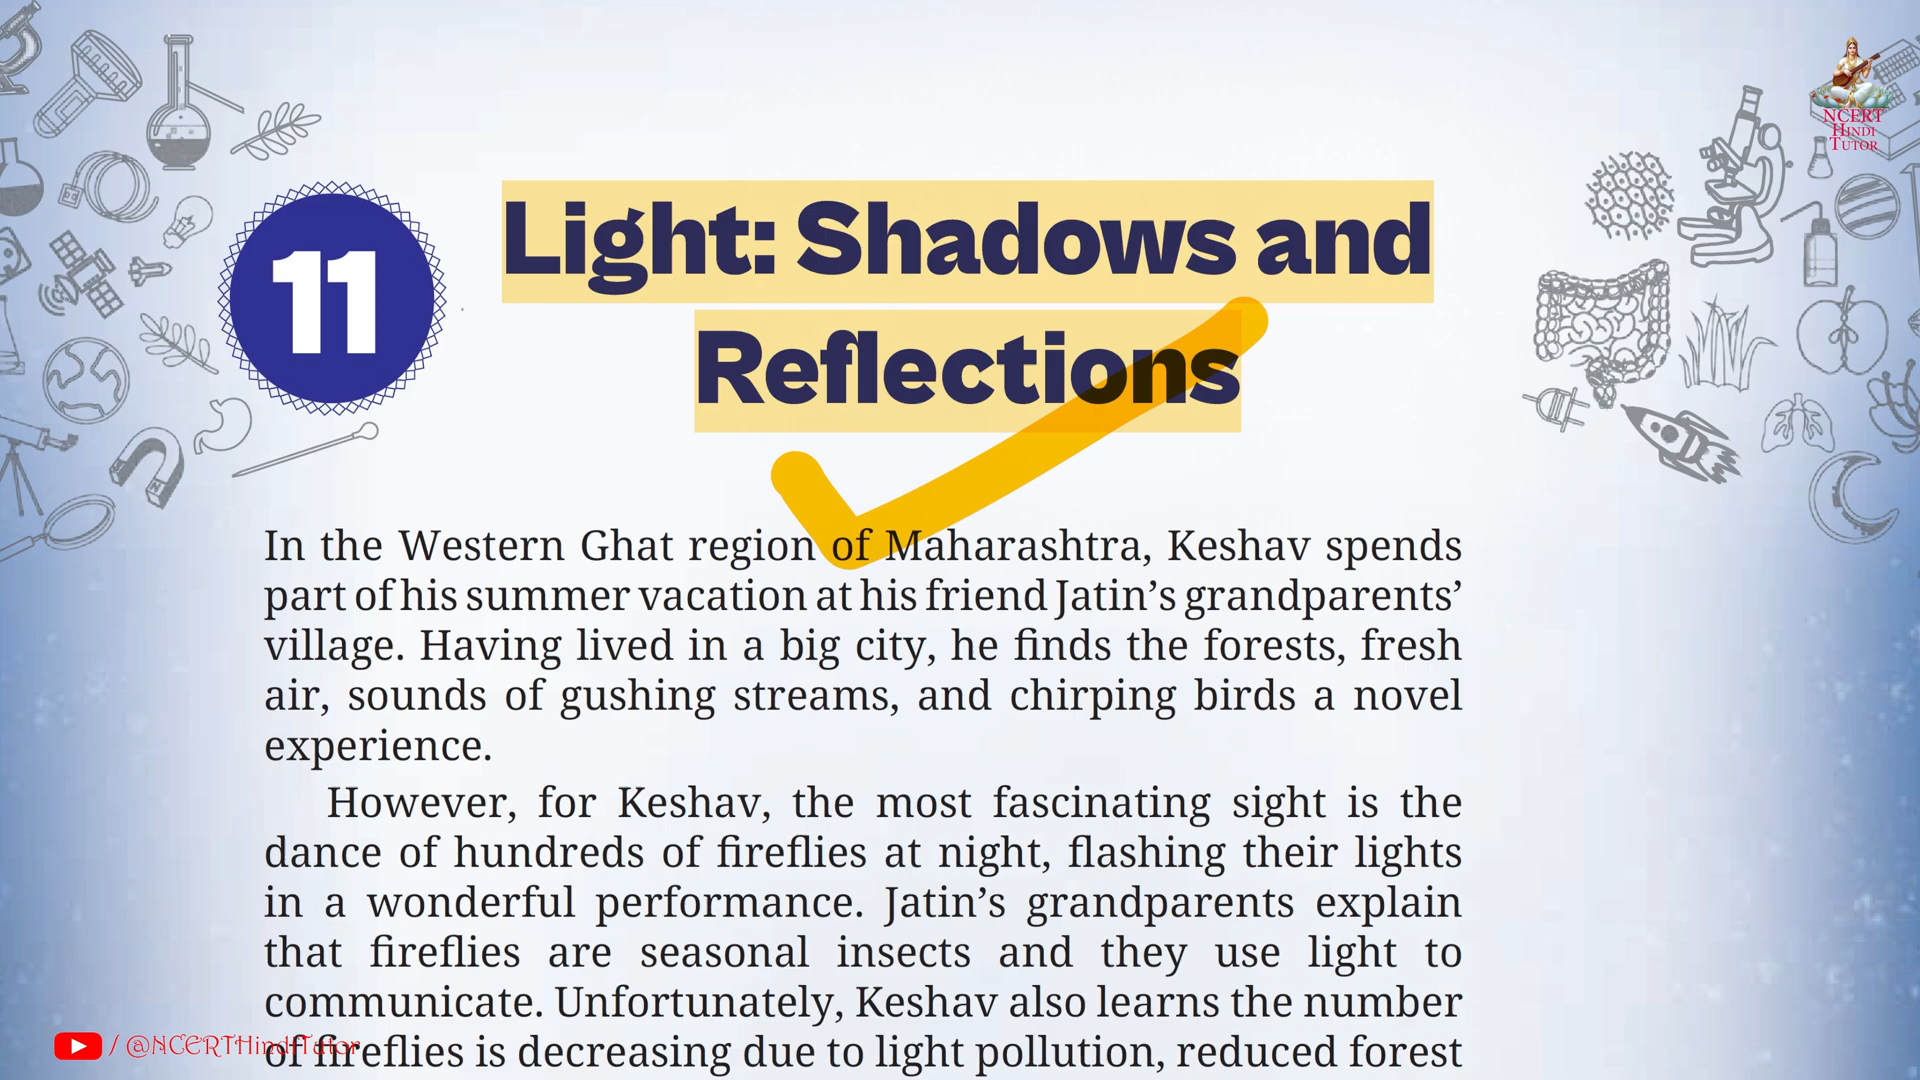 NCERT
HINDI
TUTOR
11
Light: Shadows and
Reflections
In the Western Ghat region of Maharashtra, Keshav spends
part of his summer vacation at his friend Jatin’s grandparents’
village. Having lived in a big city, he finds the forests, fresh
air, sounds of gushing streams, and chirping birds a novel
experience.
However, for Keshav, the most fascinating sight is the
dance of hundreds of fireflies at night, flashing their lights
in a wonderful performance. Jatin’s grandparents explain
that fireflies are seasonal insects and they use light to
communicate. Unfortunately, Keshav also learns the number
of fireflies is decreasing due to light pollution, reduced forest
/ @NCERTHindiTutor
N